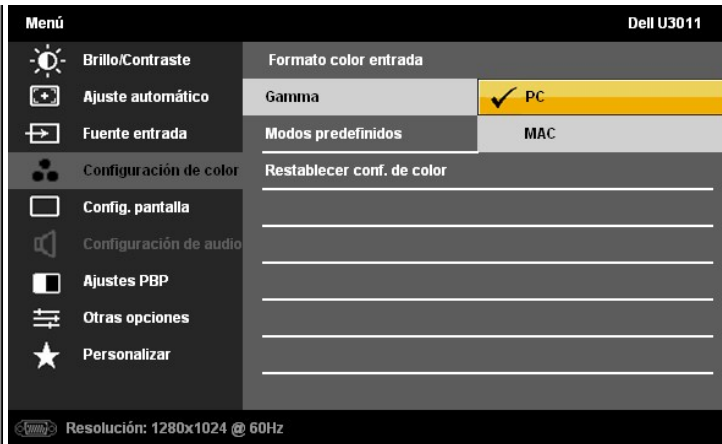 Menú Dell U3011
Brillo/Contraste Formato color entrada
Ajuste automático Gamma PC
Fuente entrada Modos predefinidos MAC
Configuración de color Restablecer conf. de color
Config. pantalla
Configuración de audio
Ajustes PBP
Otras opciones
Personalizar
Resolución: 1280x1024 @ 60Hz